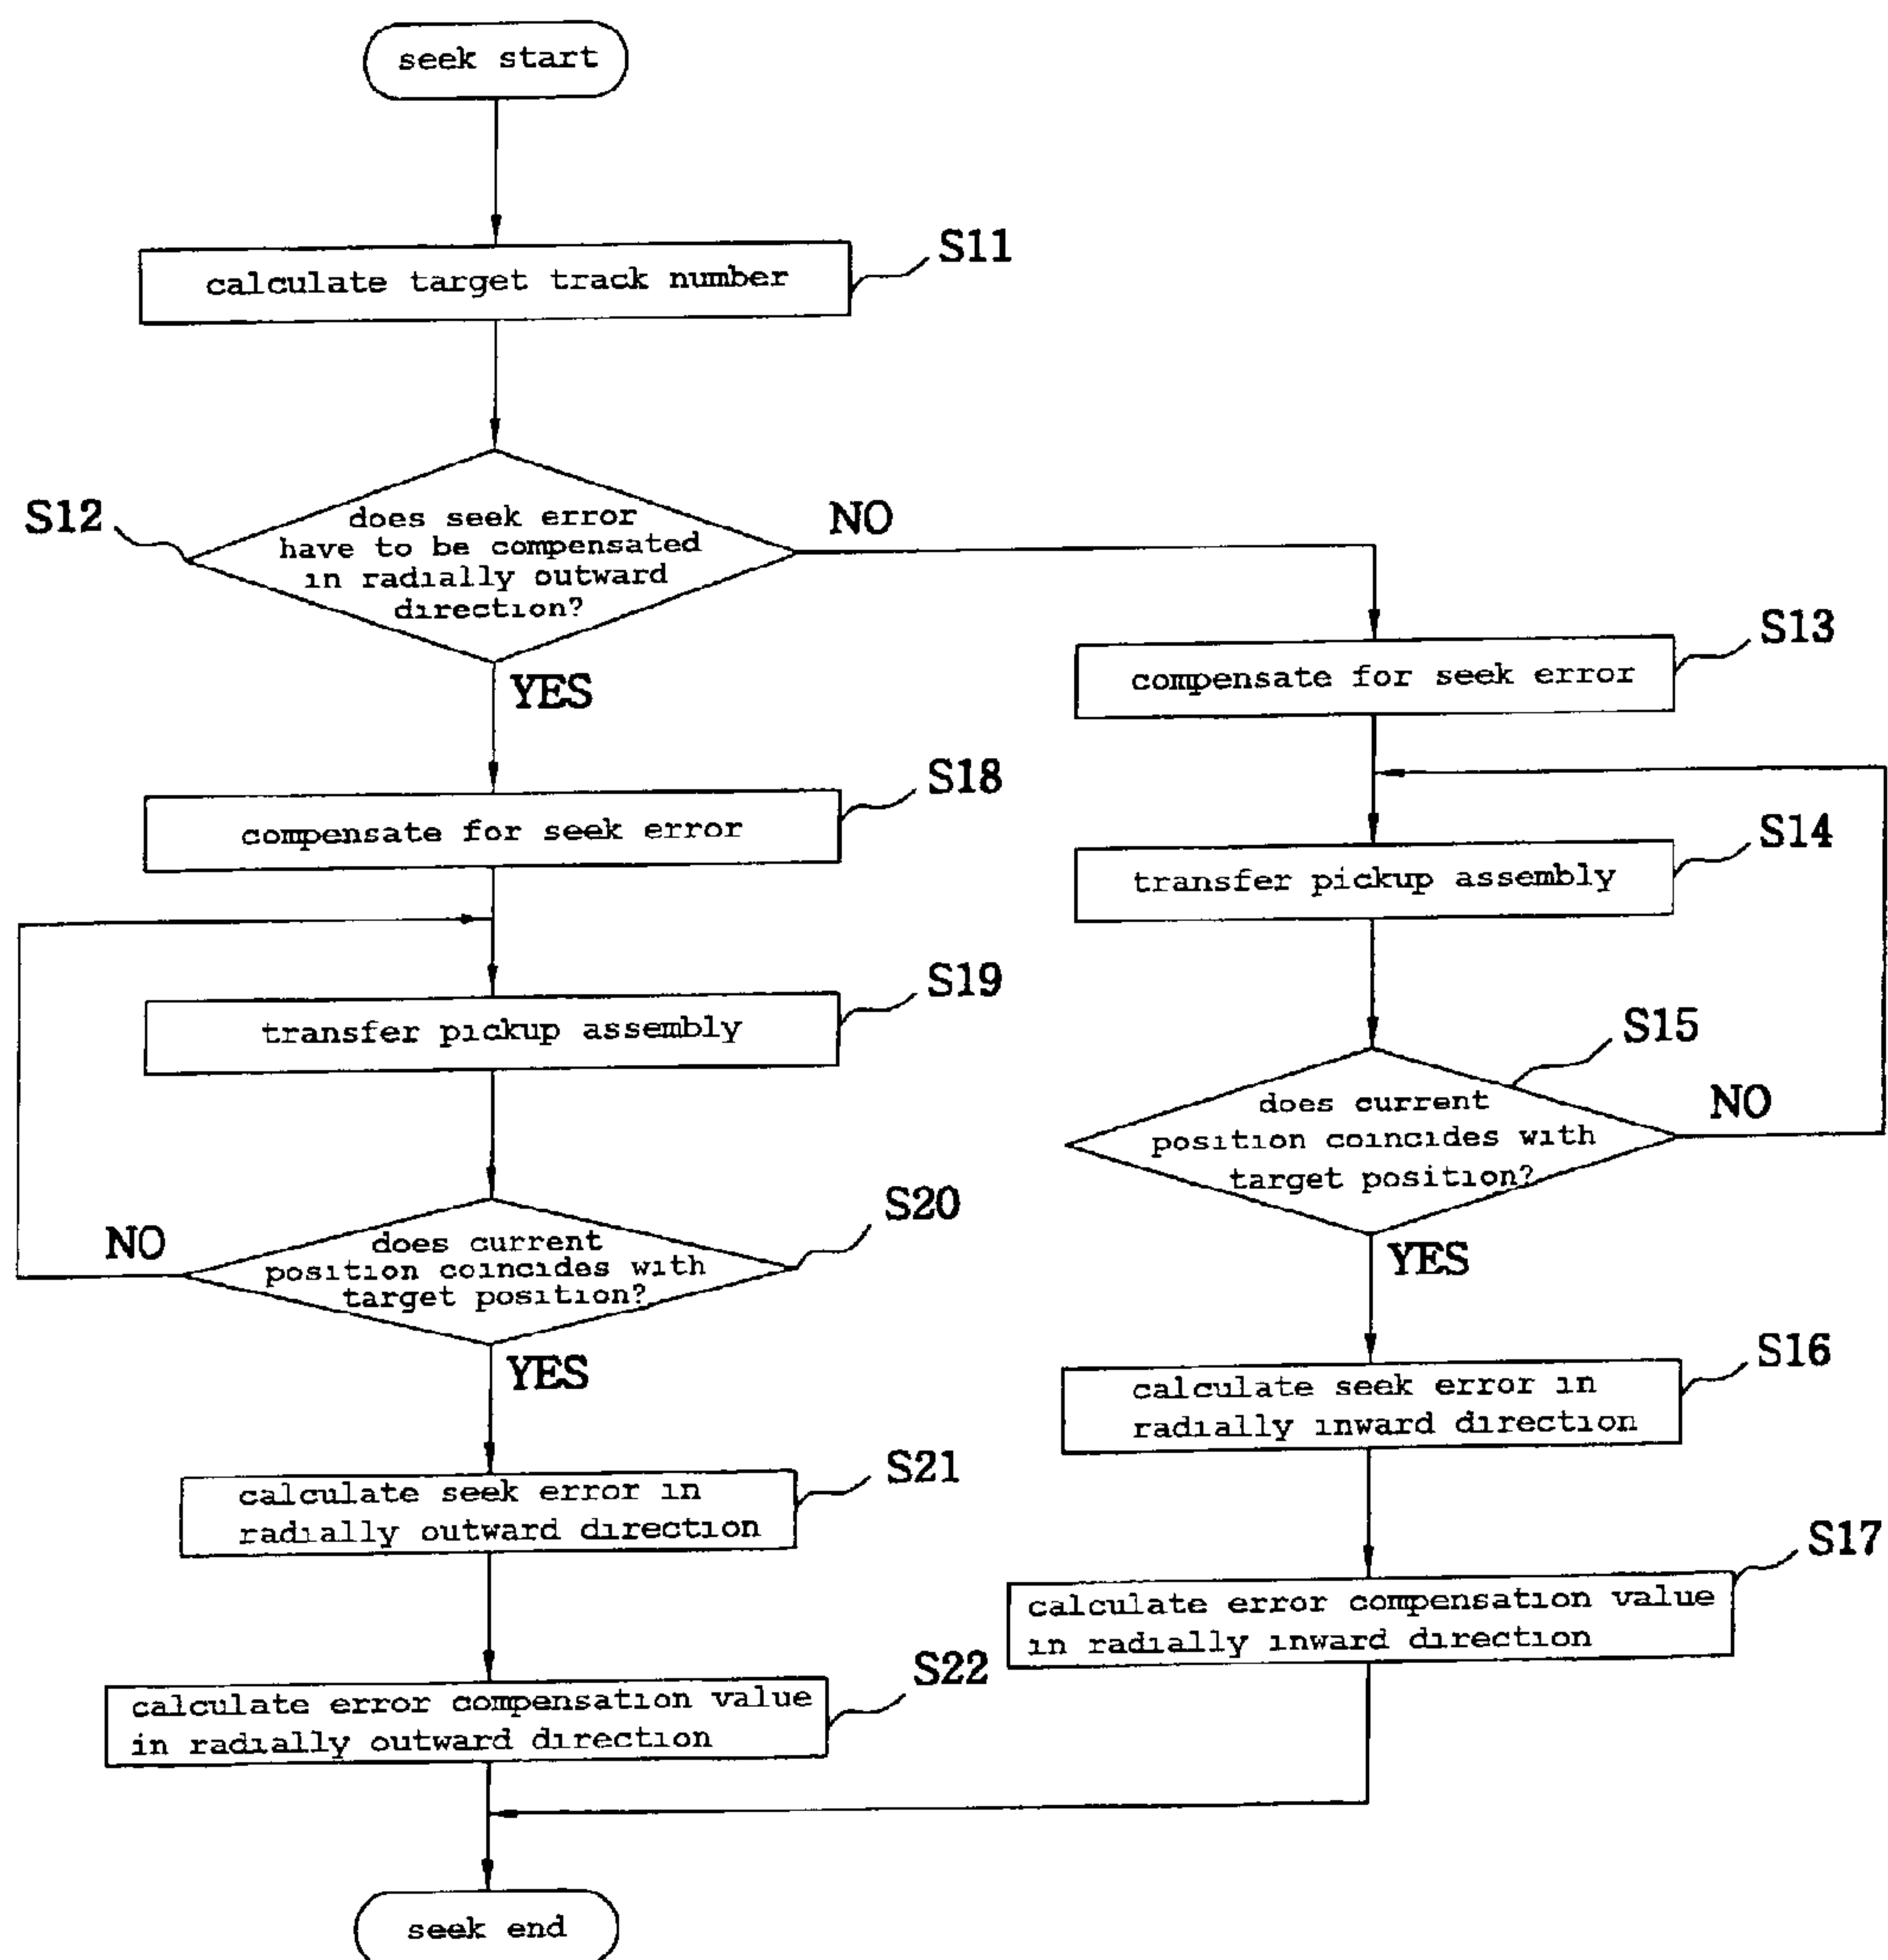 seek start
S11
calculate target track number
S12
does seek error
have to be compensated
in radially outward
direction?
NO
YES
S13
compensate for seek error
S18
compensate for seek error
S14
transfer pickup assembly
S19
transfer pickup assembly
S15
does current
position coincides with
target position?
NO
YES
S20
does current
position coincides with
target position?
NO
YES
S16
calculate seek error in
radially inward direction
S21
calculate seek error in
radially outward direction
S17
calculate error compensation value
in radially inward direction
S22
calculate error compensation value
in radially outward direction
seek end